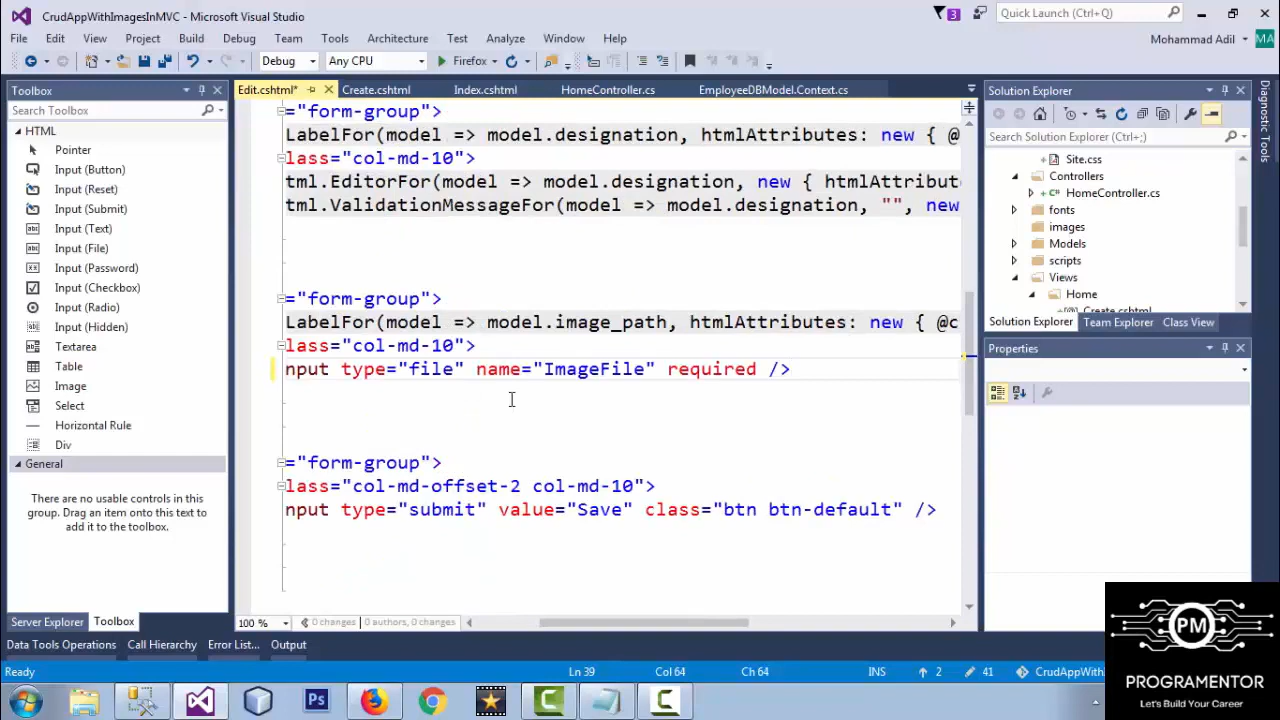 CrudAppWithImagesInMVC - Microsoft Visual Studio
3
Quick Launch (Ctrl+Q)
File Edit View Project Build Debug Team Tools Architecture Test Analyze Window Help
Mohammad Adil MA
Debug Any CPU Firefox
Toolbox
Search Toolbox
HTML
Pointer
Input (Button)
Input (Reset)
Input (Submit)
Input (Text)
Input (File)
Input (Password)
Input (Checkbox)
Input (Radio)
Input (Hidden)
Textarea
Table
Image
Select
Horizontal Rule
Div
General
There are no usable controls in this
group. Drag an item onto this text to
add it to the toolbox.
Server Explorer Toolbox
Edit.cshtml* Create.cshtml Index.cshtml HomeController.cs EmployeeDBModel.Context.cs
="form-group">
LabelFor(model => model.designation, htmlAttributes: new { @
lass="col-md-10">
tml.EditorFor(model => model.designation, new { htmlAttribut
tml.ValidationMessageFor(model => model.designation, "", new
="form-group">
LabelFor(model => model.image_path, htmlAttributes: new { @c
lass="col-md-10">
nput type="file" name="ImageFile" required />
="form-group">
lass="col-md-offset-2 col-md-10">
nput type="submit" value="Save" class="btn btn-default" />
100 % 0 changes | 0 authors, 0 changes
Solution Explorer
Search Solution Explorer (Ctrl+;)
Site.css
Controllers
C# HomeController.cs
fonts
images
Models
scripts
Views
Home
Create.cshtml
Solution Explorer Team Explorer Class View
Properties
Diagnostic Tools
Data Tools Operations Call Hierarchy Error List... Output
Ready Ln 39 Col 64 Ch 64 INS 2 41 CrudAppWith
Ps
PM
PROGRAMENTOR
Let's Build Your Career